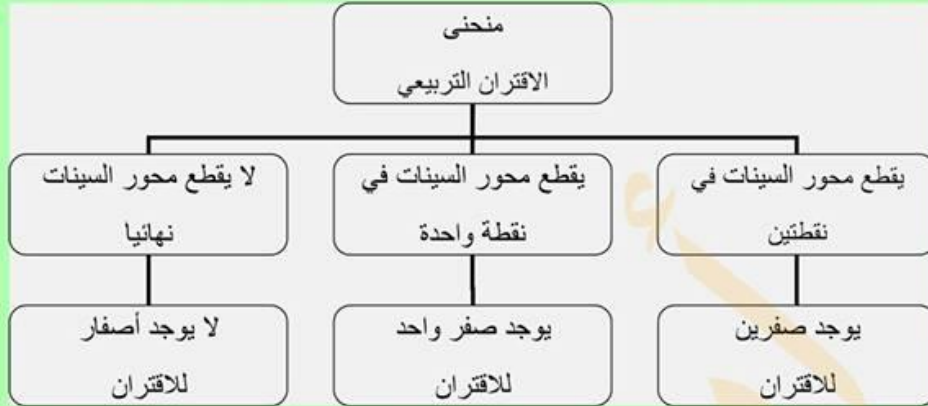 منحنى
الاقتران التربيعي
يقطع محور السينات في
نقطتين
يقطع محور السينات في
نقطة واحدة
لا يقطع محور السينات
نهائيا
يوجد صفرين
للاقتران
يوجد صفر واحد
للاقتران
لا يوجد أصفار
للاقتران